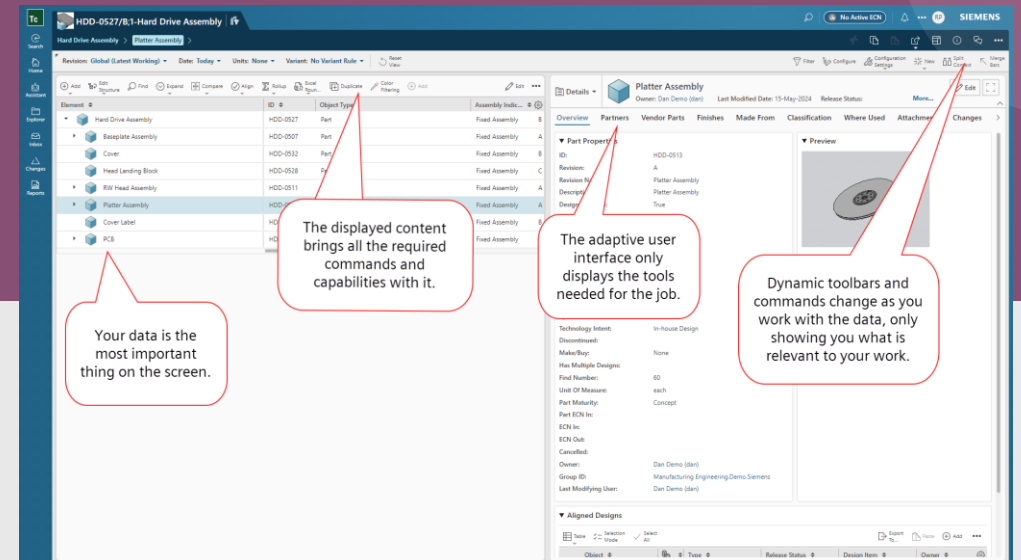 Tc
HDD-0527/B;1-Hard Drive Assembly
No Active ECN
SIEMENS
Hard Drive Assembly > Platter Assembly >
Search
Home
Assistant
Explorer
Inbox
Changes
Reports
Revision: Global (Latest Working) Date: Today Units: None Variant: No Variant Rule Reset View
Filter Configure Configuration Settings New Split Context Merge Bars
Add Edit Structure Find Expand Compare Align Rollup Excel Duplicate Color Filtering Add Edit
Element ID Object Type Assembly Indic...
Hard Drive Assembly HDD-0527 Part Fixed Assembly B
Baseplate Assembly HDD-0507 Part Fixed Assembly A
Cover HDD-0532 Part Fixed Assembly B
Head Landing Block HDD-0528 Fixed Assembly C
RW Head Assembly HDD-0511 Fixed Assembly A
Platter Assembly Fixed Assembly A
Cover Label Fixed Assembly B
PCB Fixed Assembly
Details
Platter Assembly
Owner: Dan Demo (dan) Last Modified Date: 15-May-2024 Release Status:
More...
Edit
Overview Partners Vendor Parts Finishes Made From Classification Where Used Attachmen Changes
Part Properties
ID: HDD-0513
Revision: A
Revision N Platter Assembly
Descript Platter Assembly
Design True
Preview
Technology Intent: In-house Design
Discontinued:
Make/Buy: None
Has Multiple Designs:
Find Number: 60
Unit Of Measure: each
Part Maturity: Concept
Part ECN In:
ECN In:
ECN Out:
Cancelled:
Owner: Dan Demo (dan)
Group ID: Manufacturing Engineering.Demo.Siemens
Last Modifying User: Dan Demo (dan)
Aligned Designs
Table Selection Mode Select All Export To... Paste Add
Object Type Release Status Design Item Owner
Your data is the
most important
thing on the screen.
The displayed content
brings all the required
commands and
capabilities with it.
The adaptive user
interface only
displays the tools
needed for the job.
Dynamic toolbars and
commands change as you
work with the data, only
showing you what is
relevant to your work.